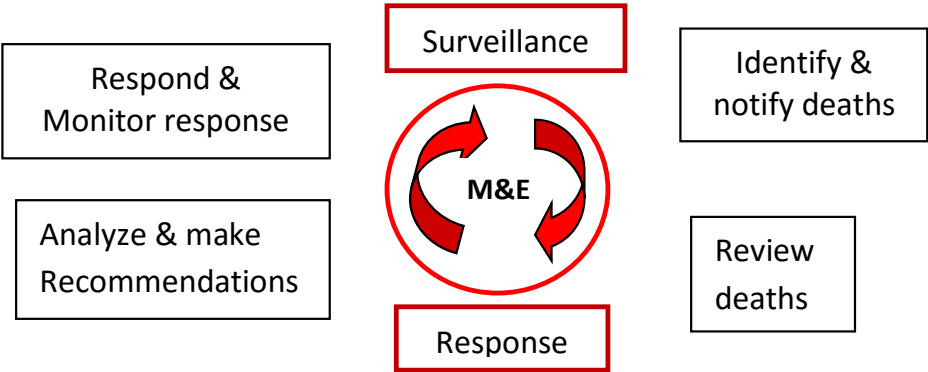 Surveillance
Respond &
Monitor response
Identify &
notify deaths
M&E
Analyze & make
Recommendations
Review
deaths
Response